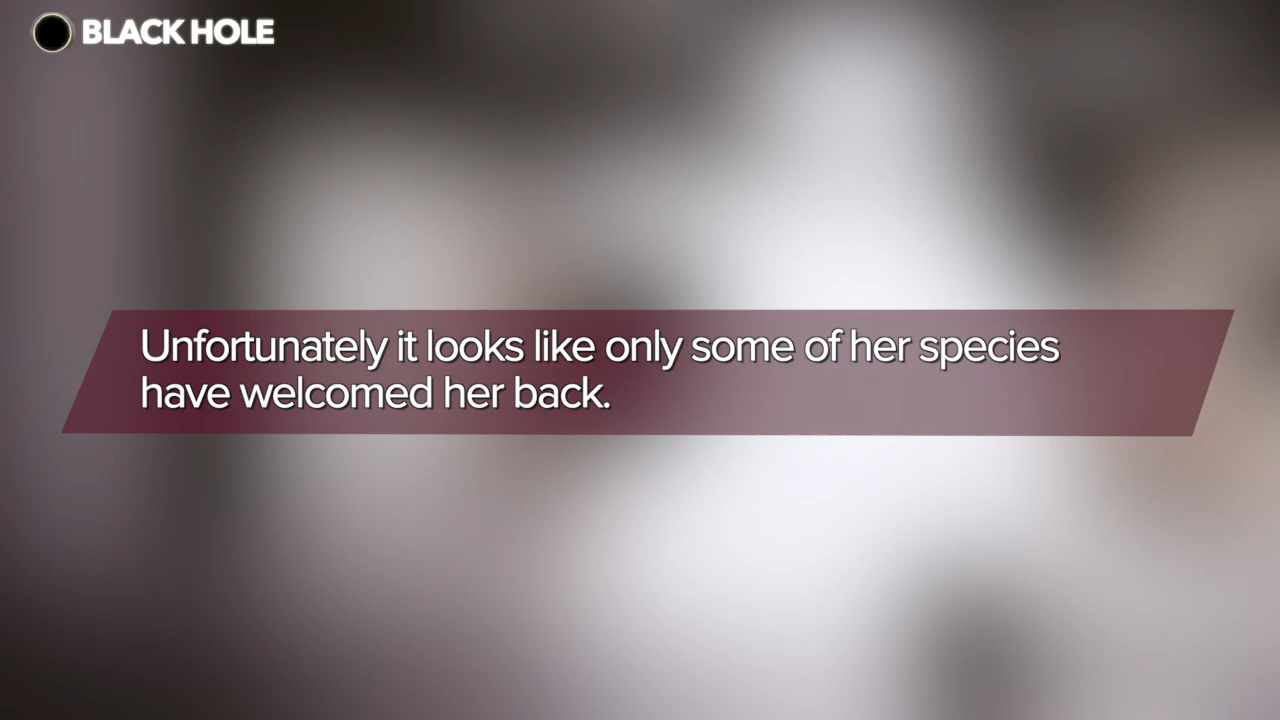 BLACK HOLE
Unfortunately it looks like only some of her species
have welcomed her back.